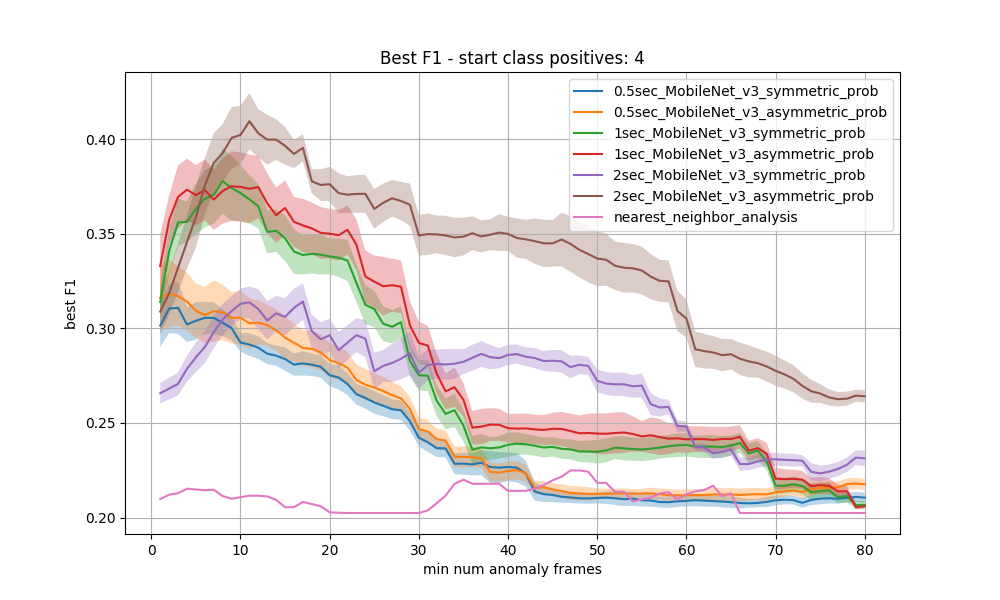 Best F1 - start class positives: 4
0.5sec_MobileNet_v3_symmetric_prob
0.5sec_MobileNet_v3_asymmetric_prob
1sec_MobileNet_v3_symmetric_prob
1sec_MobileNet_v3_asymmetric_prob
2sec_MobileNet_v3_symmetric_prob
2sec_MobileNet_v3_asymmetric_prob
nearest_neighbor_analysis
best F1
0.40
0.35
0.30
0.25
0.20
0 10 20 30 40 50 60 70 80
min num anomaly frames